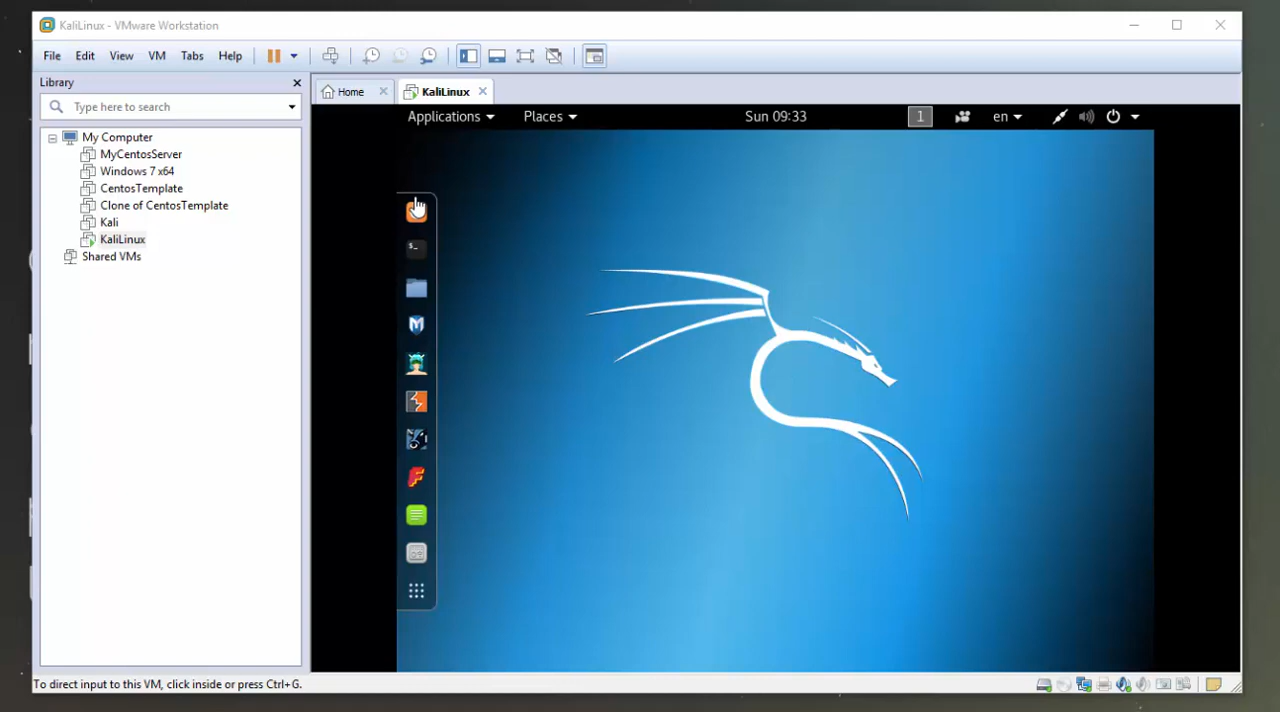 KaliLinux - VMware Workstation
File Edit View VM Tabs Help
Library
Type here to search
My Computer
MyCentosServer
Windows 7 x64
CentosTemplate
Clone of CentosTemplate
Kali
KaliLinux
Shared VMs
Home KaliLinux
Applications Places Sun 09:33 1 en
$_
To direct input to this VM, click inside or press Ctrl+G.